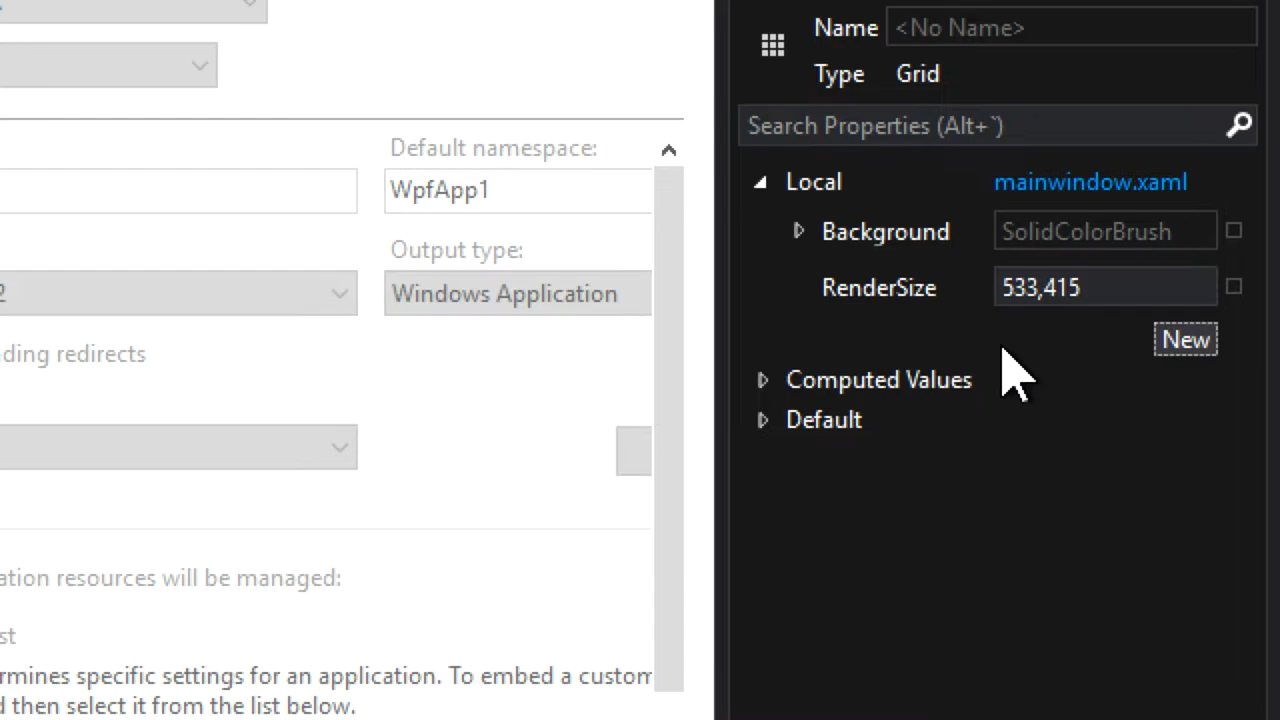 Default namespace:
WpfApp1
Output type:
2
Windows Application
ding redirects
ation resources will be managed:
st
rmines specific settings for an application. To embed a custom
d then select it from the list below.
Name <No Name>
Type Grid
Search Properties (Alt+`)
Local mainwindow.xaml
Background SolidColorBrush
RenderSize 533,415
New
Computed Values
Default